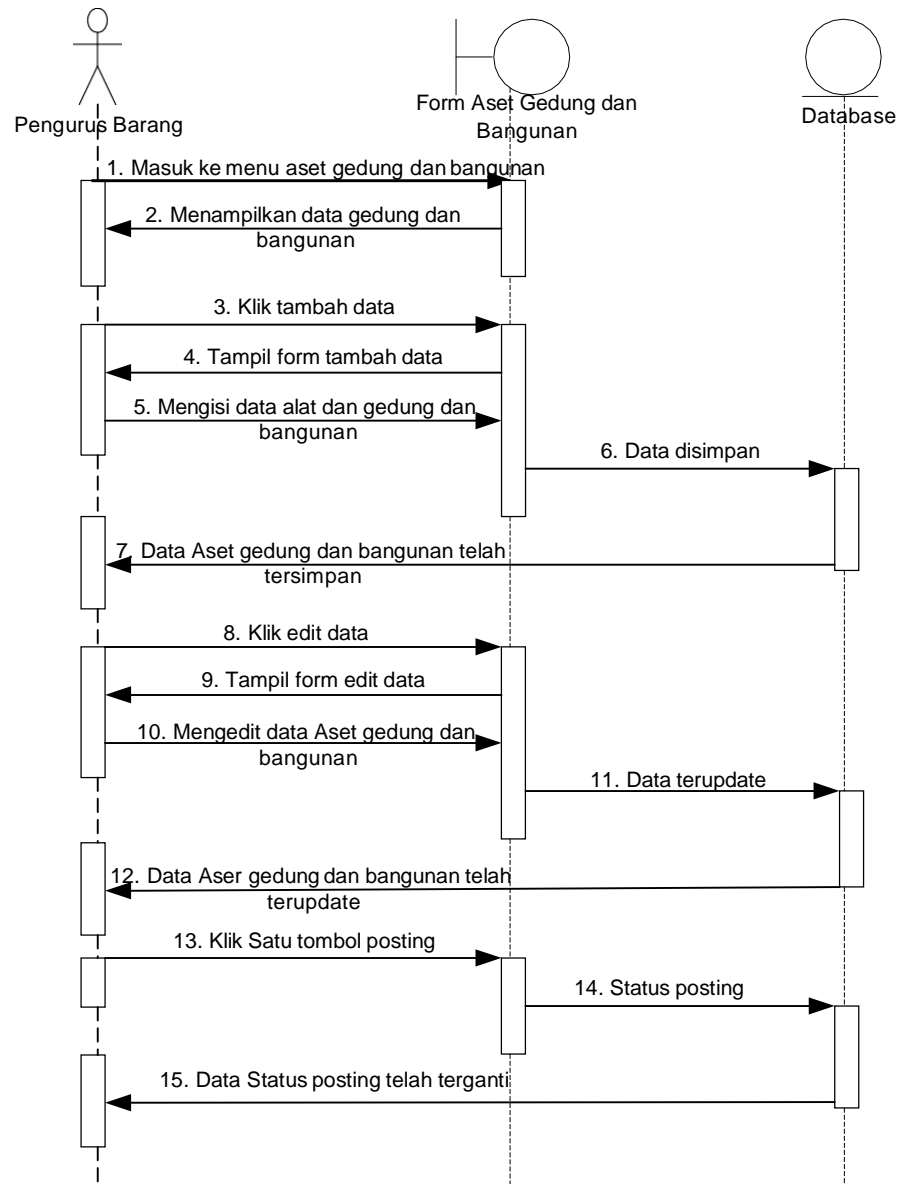 Pengurus Barang
Form Aset Gedung dan
Bangunan
Database
1. Masuk ke menu aset gedung dan bangunan
2. Menampilkan data gedung dan
bangunan
3. Klik tambah data
4. Tampil form tambah data
5. Mengisi data alat dan gedung dan
bangunan
6. Data disimpan
7. Data Aset gedung dan bangunan telah
tersimpan
8. Klik edit data
9. Tampil form edit data
10. Mengedit data Aset gedung dan
bangunan
11. Data terupdate
12. Data Aser gedung dan bangunan telah
terupdate
13. Klik Satu tombol posting
14. Status posting
15. Data Status posting telah terganti